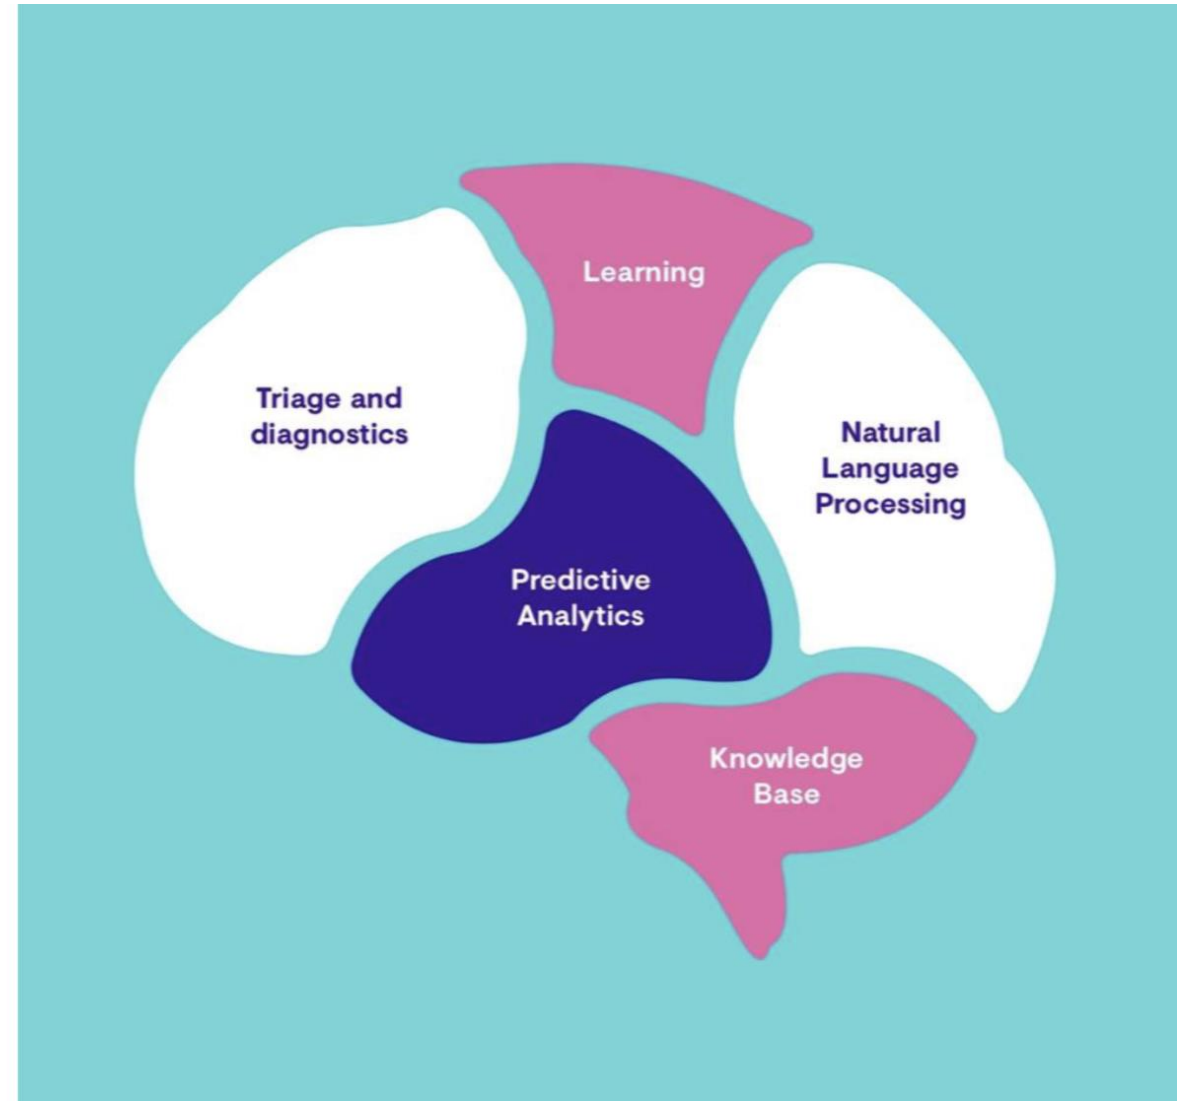 Learning
Triage and
diagnostics
Natural
Language
Processing
Predictive
Analytics
Knowledge
Base